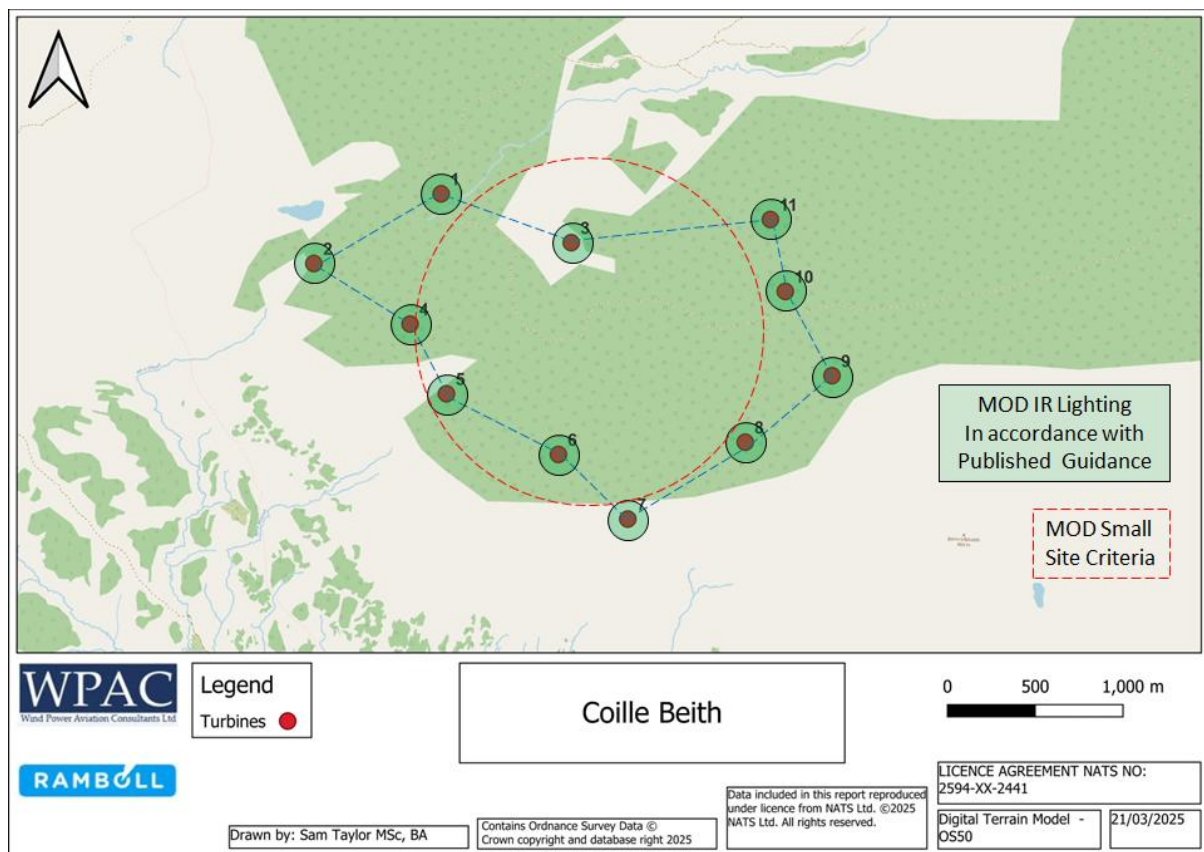 1
11
3
2
10
4
9
5
8
6
7
MOD IR Lighting
In accordance with
Published Guidance
MOD Small
Site Criteria
WPAC
Wind Power Aviation Consultants Ltd
RAMBOLL
Legend
Turbines
Coille Beith
0 500 1,000 m
Drawn by: Sam Taylor MSc, BA
Contains Ordnance Survey Data ©
Crown copyright and database right 2025
Data included in this report reproduced
under licence from NATS Ltd. ©2025
NATS Ltd. All rights reserved.
LICENCE AGREEMENT NATS NO:
2594-XX-2441
Digital Terrain Model -
OS50
21/03/2025